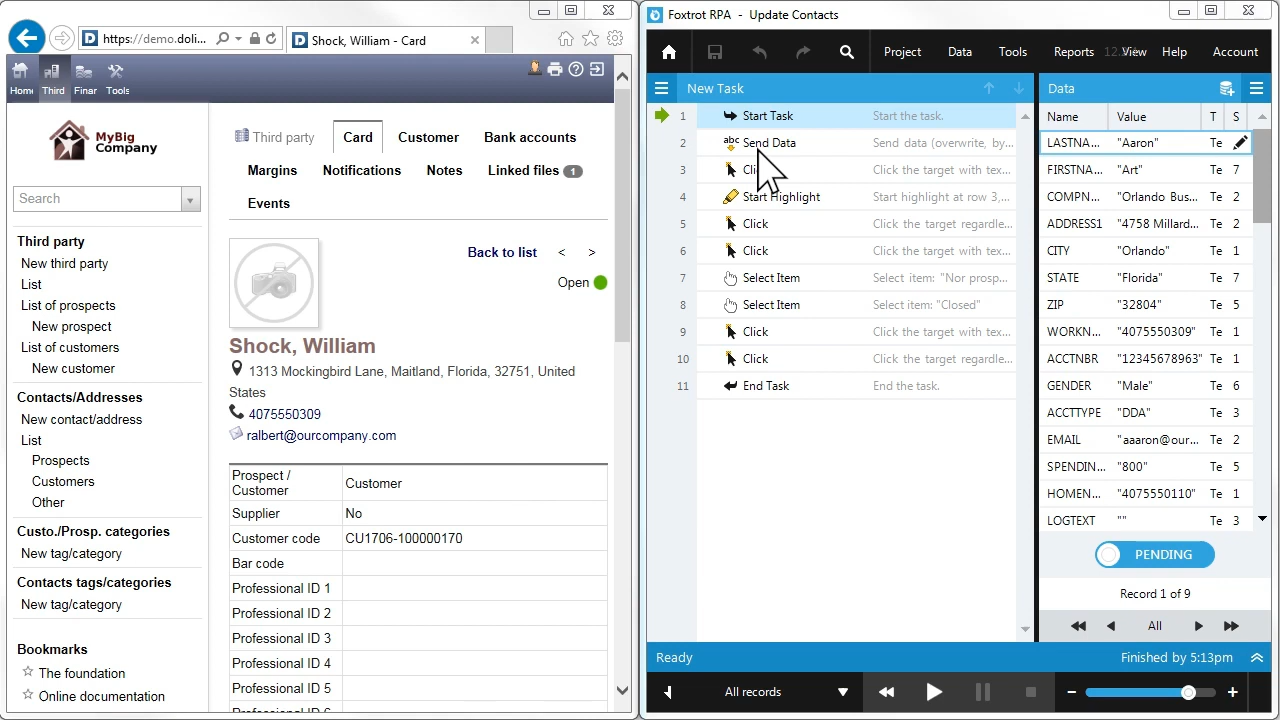 https://demo.doli...
Shock, William - Card
Home
Third
Finar
Tools
MyBig
Company
Search
Third party
New third party
List
List of prospects
New prospect
List of customers
New customer
Contacts/Addresses
New contact/address
List
Prospects
Customers
Other
Custo./Prosp. categories
New tag/category
Contacts tags/categories
New tag/category
Bookmarks
The foundation
Online documentation
Third party Card Customer Bank accounts
Margins Notifications Notes Linked files 1
Events
Back to list < >
Open
Shock, William
1313 Mockingbird Lane, Maitland, Florida, 32751, United
States
4075550309
ralbert@ourcompany.com
Prospect /
Customer Customer
Supplier No
Customer code CU1706-100000170
Bar code
Professional ID 1
Professional ID 2
Professional ID 3
Professional ID 4
Professional ID 5
Foxtrot RPA - Update Contacts
Project Data Tools Reports View Help Account
New Task
1 Start Task Start the task.
2 abc Send Data Send data (overwrite, by...
3 Click the target with tex...
4 Start Highlight Start highlight at row 3,...
5 Click Click the target regardle...
6 Click Click the target with tex...
7 Select Item Select item: "Nor prosp...
8 Select Item Select item: "Closed"
9 Click Click the target with tex...
10 Click Click the target regardle...
11 End Task End the task.
Data
Name Value T S
LASTNA... "Aaron" Te
FIRSTNA... "Art" Te 7
COMPN... "Orlando Bus... Te 2
ADDRESS1 "4758 Millard... Te 2
CITY "Orlando" Te 1
STATE "Florida" Te 7
ZIP "32804" Te 5
WORKN... "4075550309" Te 1
ACCTNBR "12345678963" Te 1
GENDER "Male" Te 6
ACCTTYPE "DDA" Te 3
EMAIL "aaaron@our... Te 2
SPENDIN... "800" Te 5
HOMEN... "4075550110" Te 1
LOGTEXT "" Te 3
PENDING
Record 1 of 9
All
Ready Finished by 5:13pm
All records